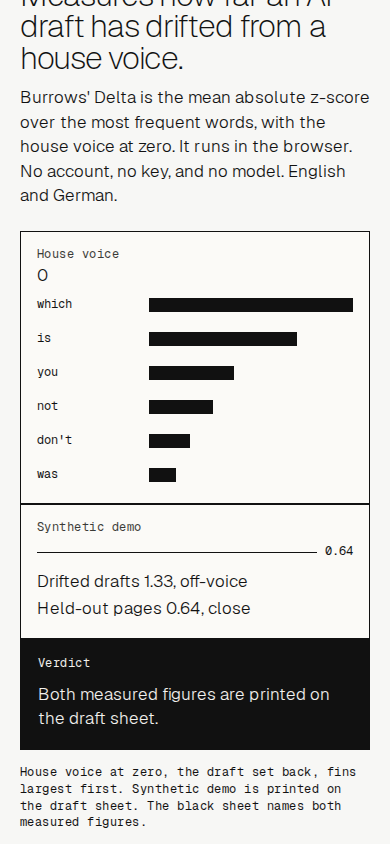 Measures how far an AI
draft has drifted from a
house voice.
Burrows' Delta is the mean absolute z-score
over the most frequent words, with the
house voice at zero. It runs in the browser.
No account, no key, and no model. English
and German.
House voice
0
which
is
you
not
don't
was
Synthetic demo
0.64
Drifted drafts 1.33, off-voice
Held-out pages 0.64, close
Verdict
Both measured figures are printed on
the draft sheet.
House voice at zero, the draft set back, fins
largest first. Synthetic demo is printed on
the draft sheet. The black sheet names both
measured figures.